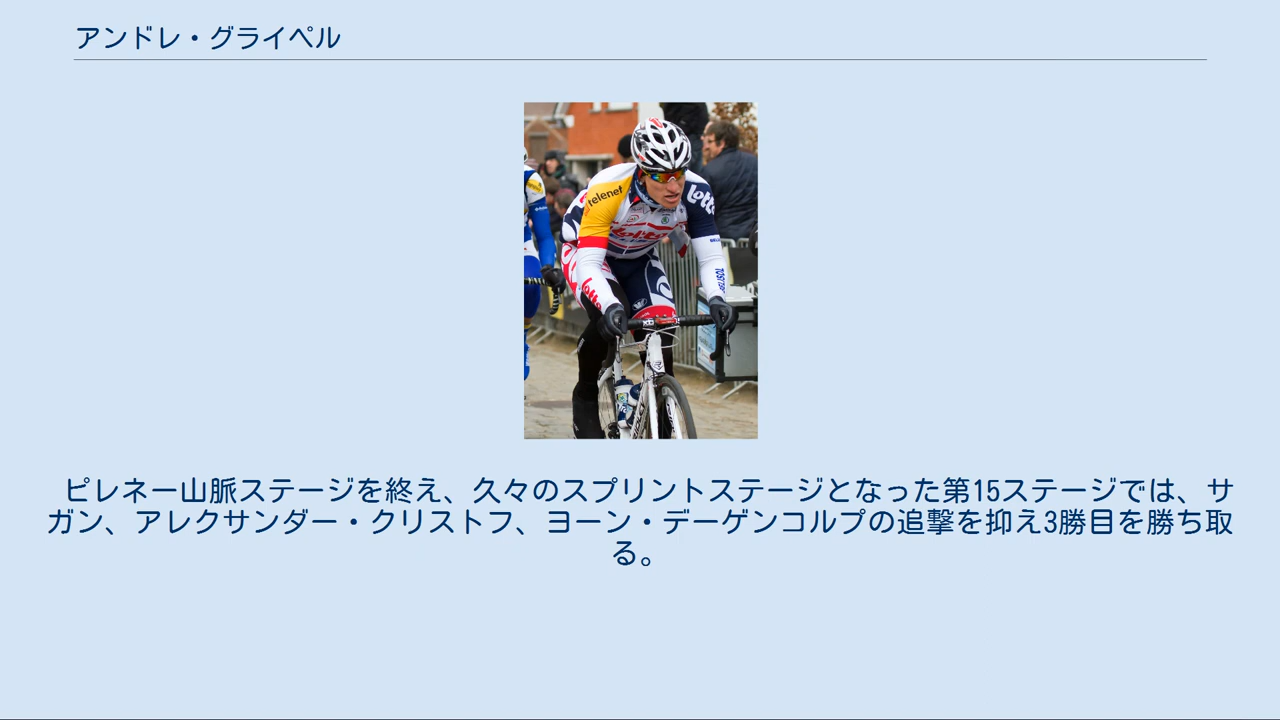 アンドレ・グライペル
telenet
Lotto
lotto
ピレネー山脈ステージを終え、久々のスプリントステージとなった第15ステージでは、サ
ガン、アレクサンダー・クリストフ、ヨーン・デーゲンコルプの追撃を抑え3勝目を勝ち取
る。